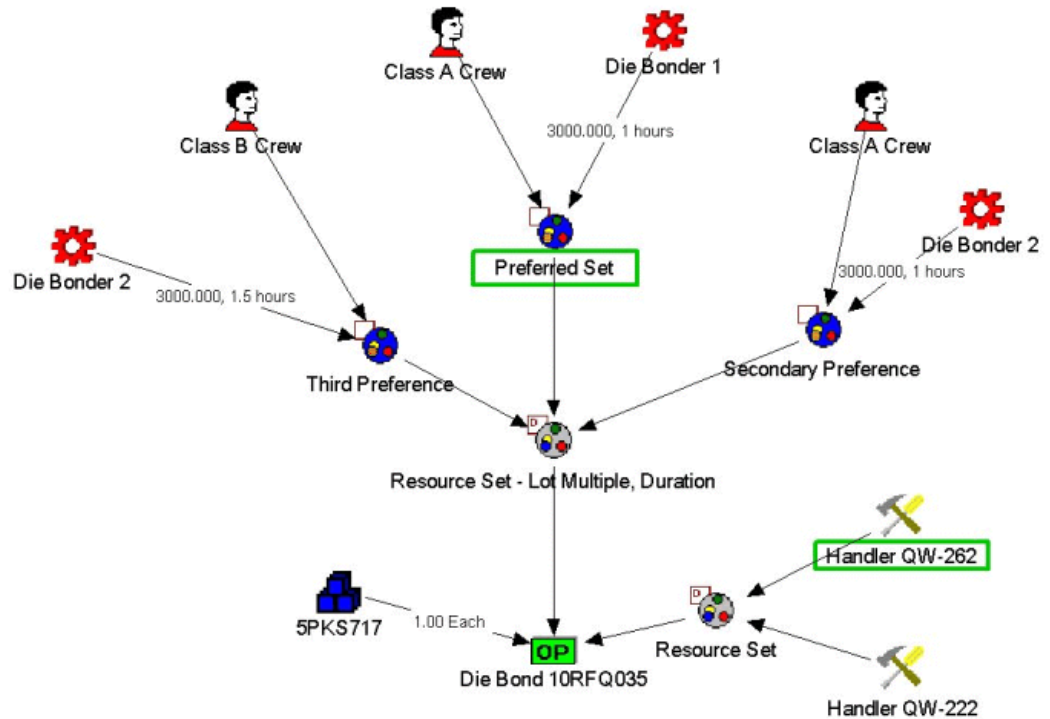 Class A Crew
Die Bonder 1
3000.000, 1 hours
Class B Crew
Class A Crew
Die Bonder 2
3000.000, 1.5 hours
Preferred Set
Die Bonder 2
3000.000, 1 hours
Third Preference
Secondary Preference
D
Resource Set - Lot Multiple, Duration
Handler QW-262
5PKS717
1.00 Each
OP
Die Bond 10RFQ035
D
Resource Set
Handler QW-222